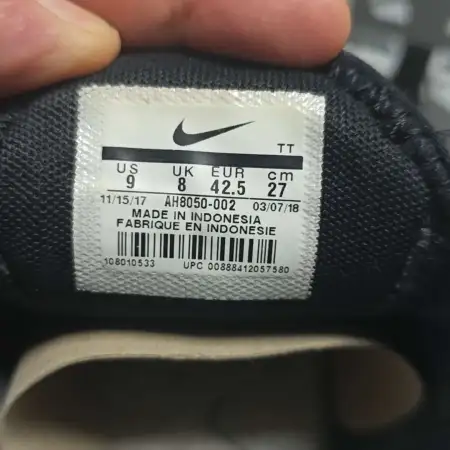 TT
US UK EUR cm
9 8 42.5 27
11/15/17 AH8050-002 03/07/18
MADE IN INDONESIA
FABRIQUE EN INDONESIE
108010533 UPC 00888412057580